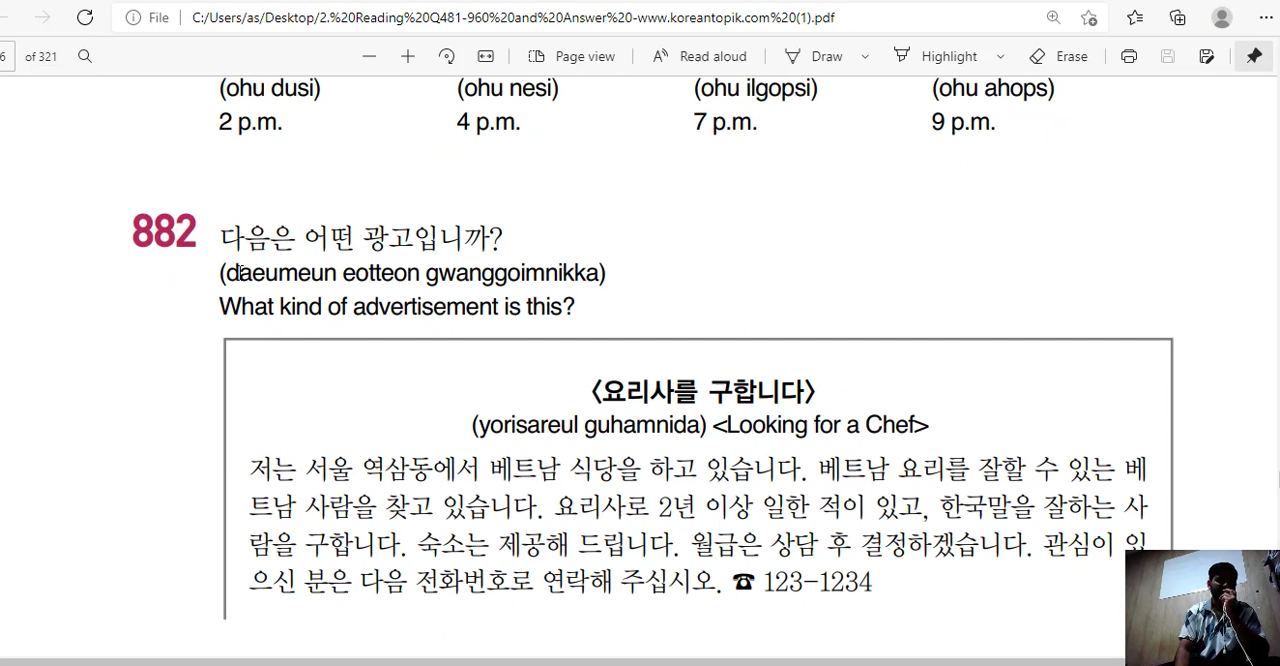 File C:/Users/as/Desktop/2.%20Reading%20Q481-960%20and%20Answer%20-www.koreantopik.com%20(1).pdf
6 of 321 Page view Read aloud Draw Highlight Erase
(ohu dusi) (ohu nesi) (ohu ilgopsi) (ohu ahops)
2 p.m. 4 p.m. 7 p.m. 9 p.m.
882 다음은 어떤 광고입니까?
(daeumeun eotteon gwanggoimnikka)
What kind of advertisement is this?
〈요리사를 구합니다〉
(yorisareul guhamnida) <Looking for a Chef>
저는 서울 역삼동에서 베트남 식당을 하고 있습니다. 베트남 요리를 잘할 수 있는 베
트남 사람을 찾고 있습니다. 요리사로 2년 이상 일한 적이 있고, 한국말을 잘하는 사
람을 구합니다. 숙소는 제공해 드립니다. 월급은 상담 후 결정하겠습니다. 관심이 있
으신 분은 다음 전화번호로 연락해 주십시오. ☎ 123-1234